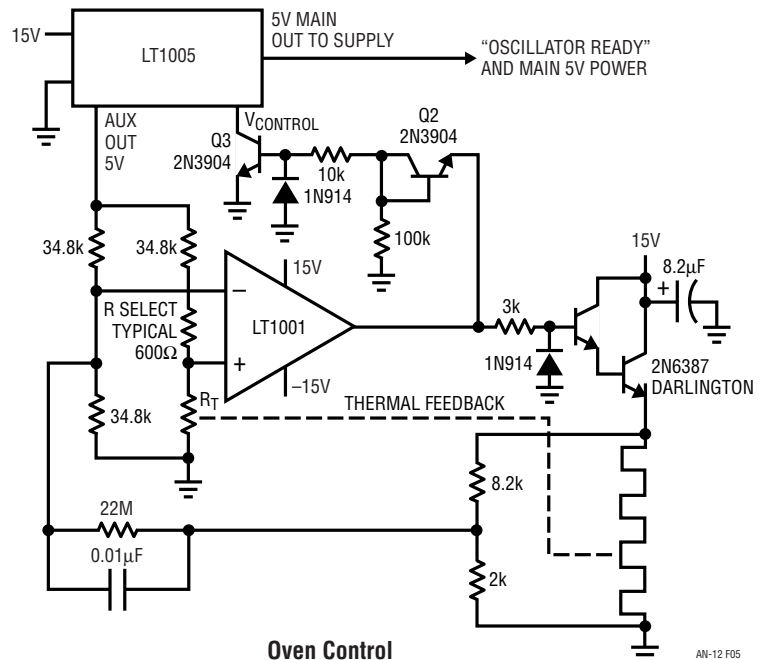 5V MAIN
OUT TO SUPPLY
15V
LT1005
“OSCILLATOR READY”
AND MAIN 5V POWER
AUX
OUT
5V
VCONTROL
Q3
2N3904
Q2
2N3904
10k
1N914
100k
34.8k
34.8k
15V
15V
8.2µF
+
R SELECT
TYPICAL
600Ω
–
LT1001
+
3k
1N914
2N6387
DARLINGTON
–15V
RT
THERMAL FEEDBACK
34.8k
8.2k
22M
0.01µF
2k
Oven Control
AN-12 F05